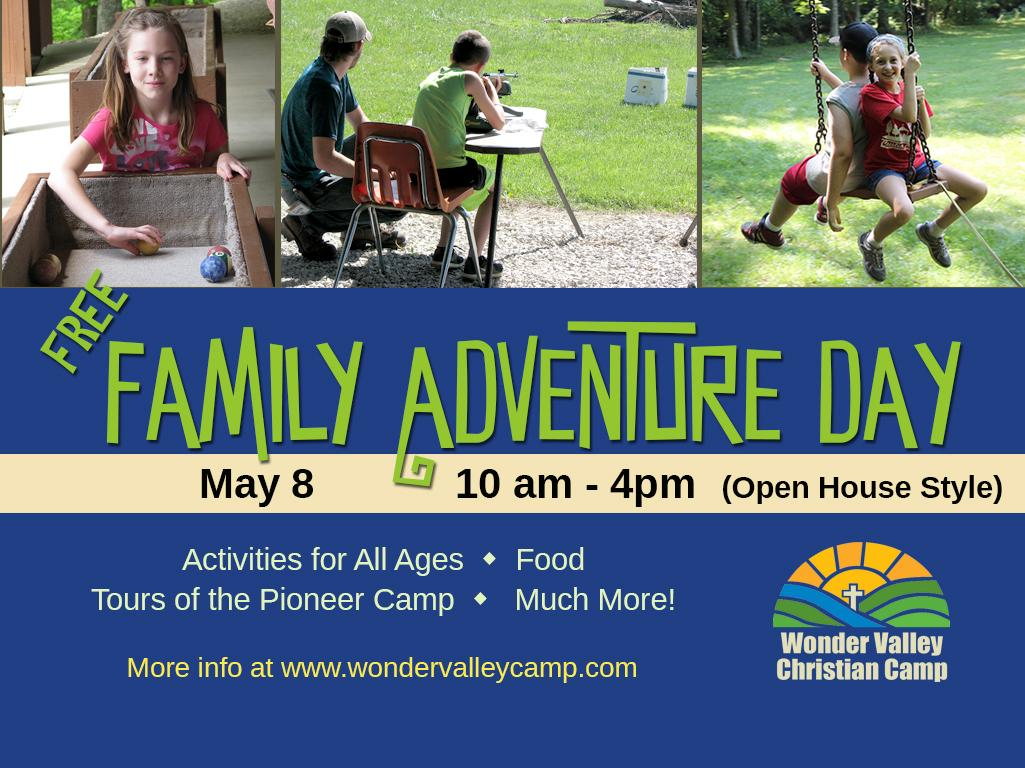 FREE
FAMILY ADVENTURE DAY
May 8 10 am - 4pm (Open House Style)
Activities for All Ages ◆ Food
Tours of the Pioneer Camp ◆ Much More!
More info at www.wondervalleycamp.com
Wonder Valley
Christian Camp